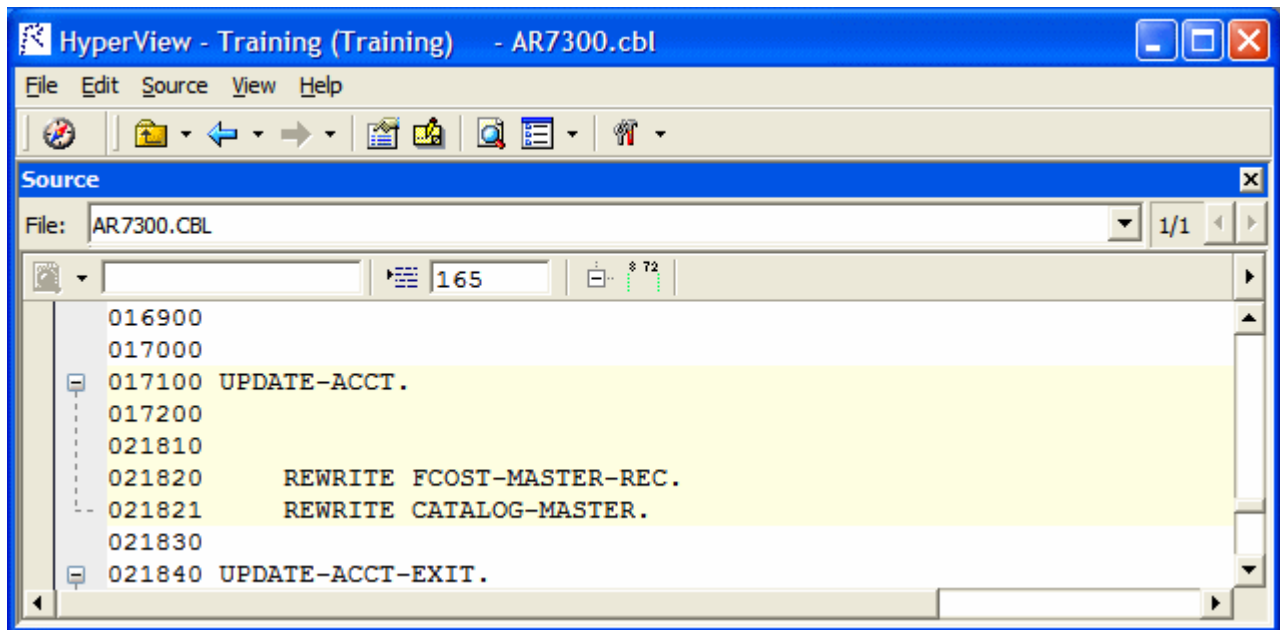 HyperView - Training (Training) - AR7300.cbl
File Edit Source View Help
Source
File: AR7300.CBL 1/1
165 8 72
016900
017000
017100 UPDATE-ACCT.
017200
021810
021820 REWRITE FCOST-MASTER-REC.
021821 REWRITE CATALOG-MASTER.
021830
021840 UPDATE-ACCT-EXIT.